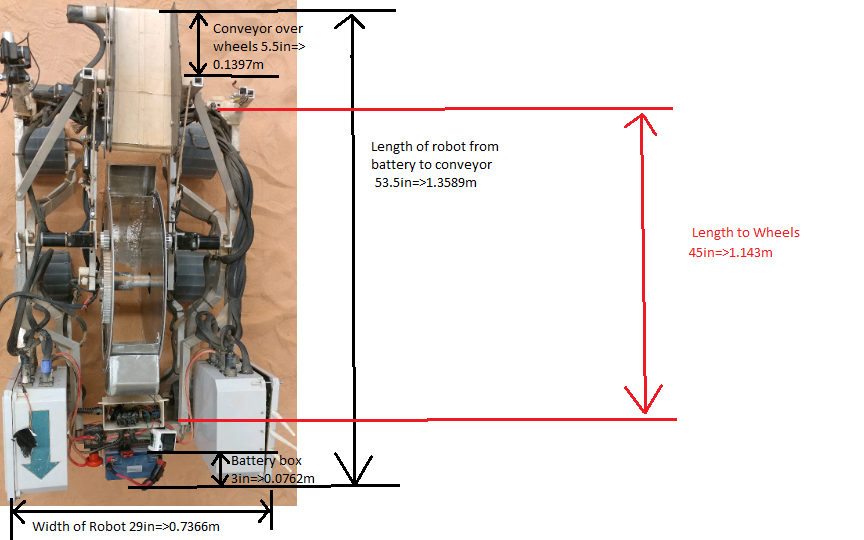 Conveyor over
wheels 5.5in=>
0.1397m
Length of robot from
battery to conveyor
53.5in=>1.3589m
Length to Wheels
45in=>1.143m
Battery box
3in=>0.0762m
Width of Robot 29in=>0.7366m